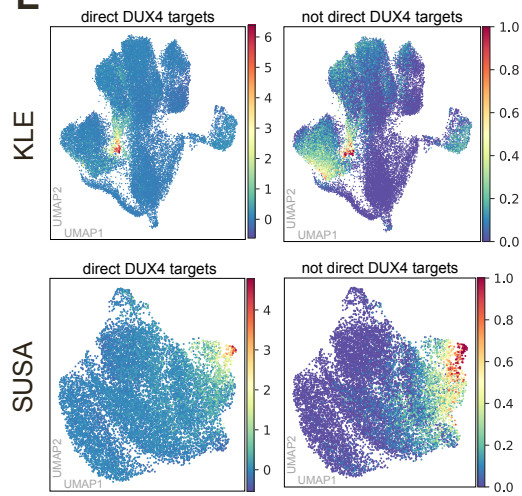 E
direct DUX4 targets
not direct DUX4 targets
KLE
UMAP2
UMAP1
6
5
4
3
2
1
0
UMAP2
UMAP1
1.0
0.8
0.6
0.4
0.2
0.0
direct DUX4 targets
not direct DUX4 targets
SUSA
UMAP2
UMAP1
4
3
2
1
0
UMAP2
UMAP1
1.0
0.8
0.6
0.4
0.2
0.0